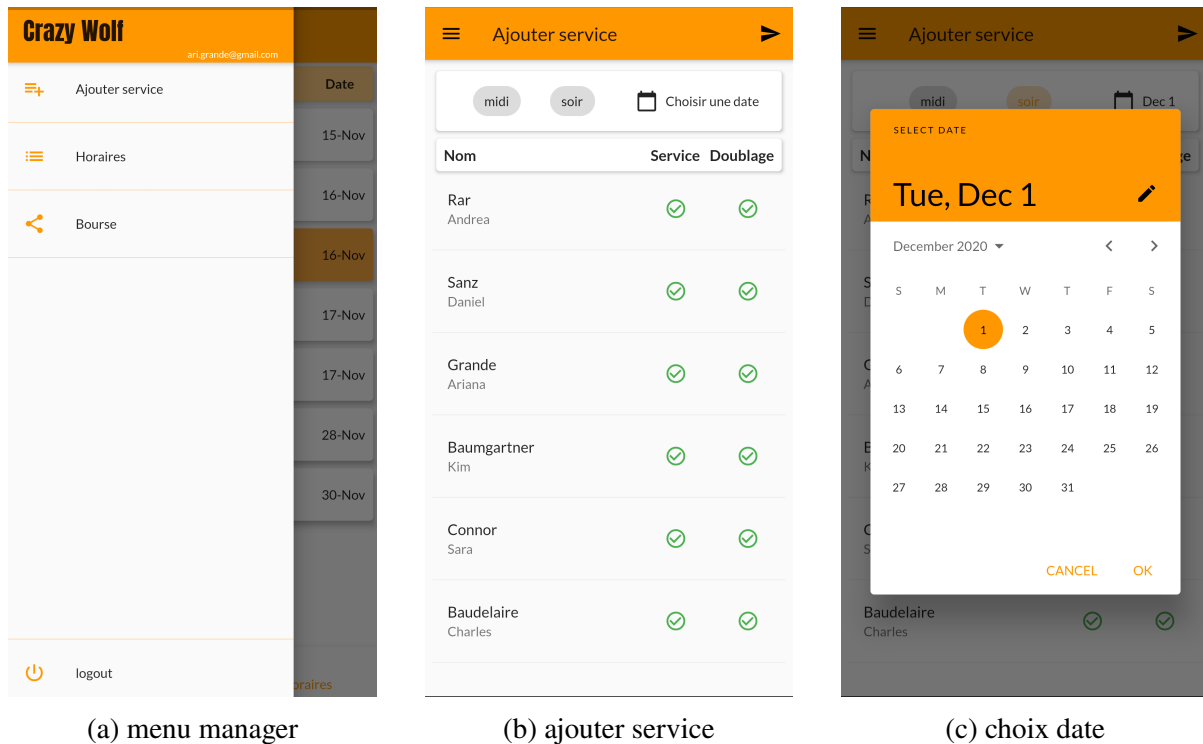 Crazy Wolf
ari.grande@gmail.com
Ajouter service
Horaires
Bourse
logout
Date
15-Nov
16-Nov
16-Nov
17-Nov
17-Nov
28-Nov
30-Nov
oraires
(a) menu manager
Ajouter service
midi soir Choisir une date
Nom Service Doublage
Rar
Andrea
Sanz
Daniel
Grande
Ariana
Baumgartner
Kim
Connor
Sara
Baudelaire
Charles
(b) ajouter service
Ajouter service
midi soir Dec 1
SELECT DATE
Tue, Dec 1
December 2020
S M T W T F S
1 2 3 4 5
6 7 8 9 10 11 12
13 14 15 16 17 18 19
20 21 22 23 24 25 26
27 28 29 30 31
CANCEL OK
Baudelaire
Charles
(c) choix date